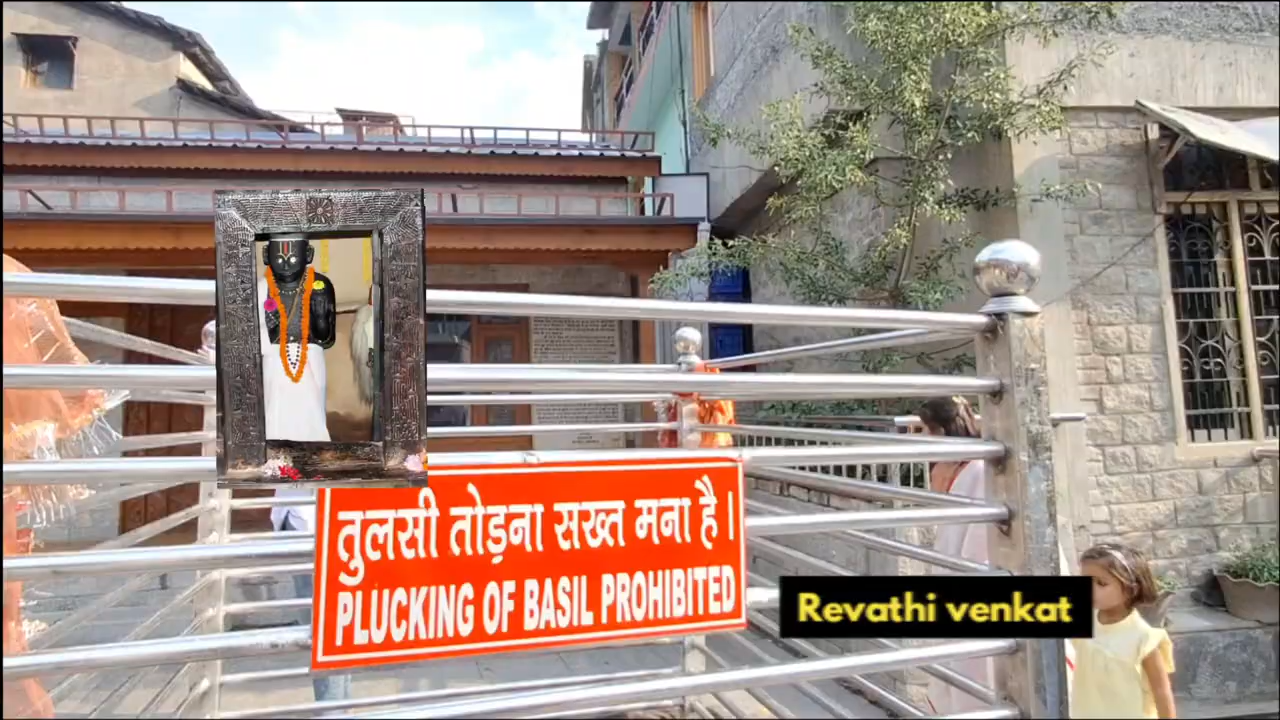 तुलसी तोड़ना सख्त मना है।
PLUCKING OF BASIL PROHIBITED
Revathi venkat